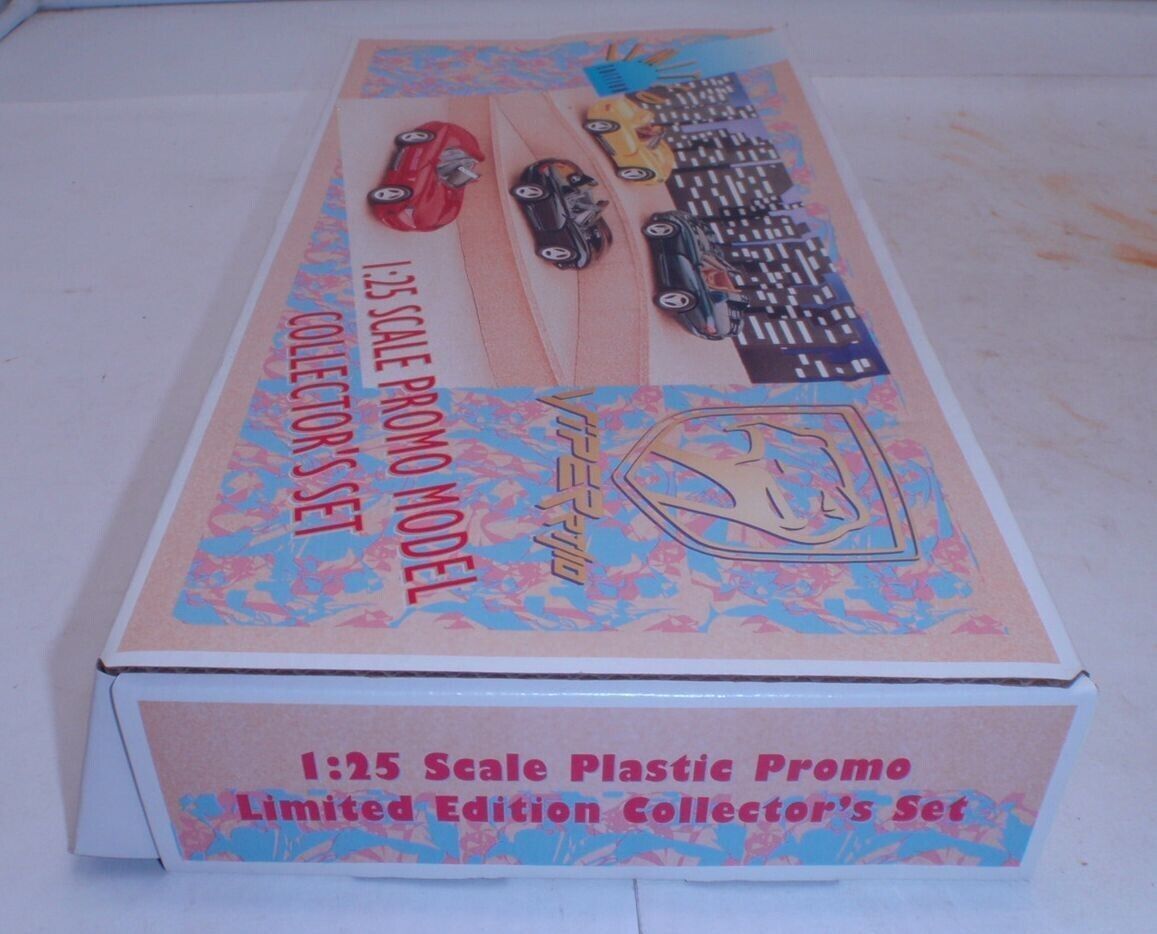 1:25 SCALE PROMO MODEL
COLLECTOR'S SET
VIPER RT/10
1:25 Scale Plastic Promo
Limited Edition Collector's Set